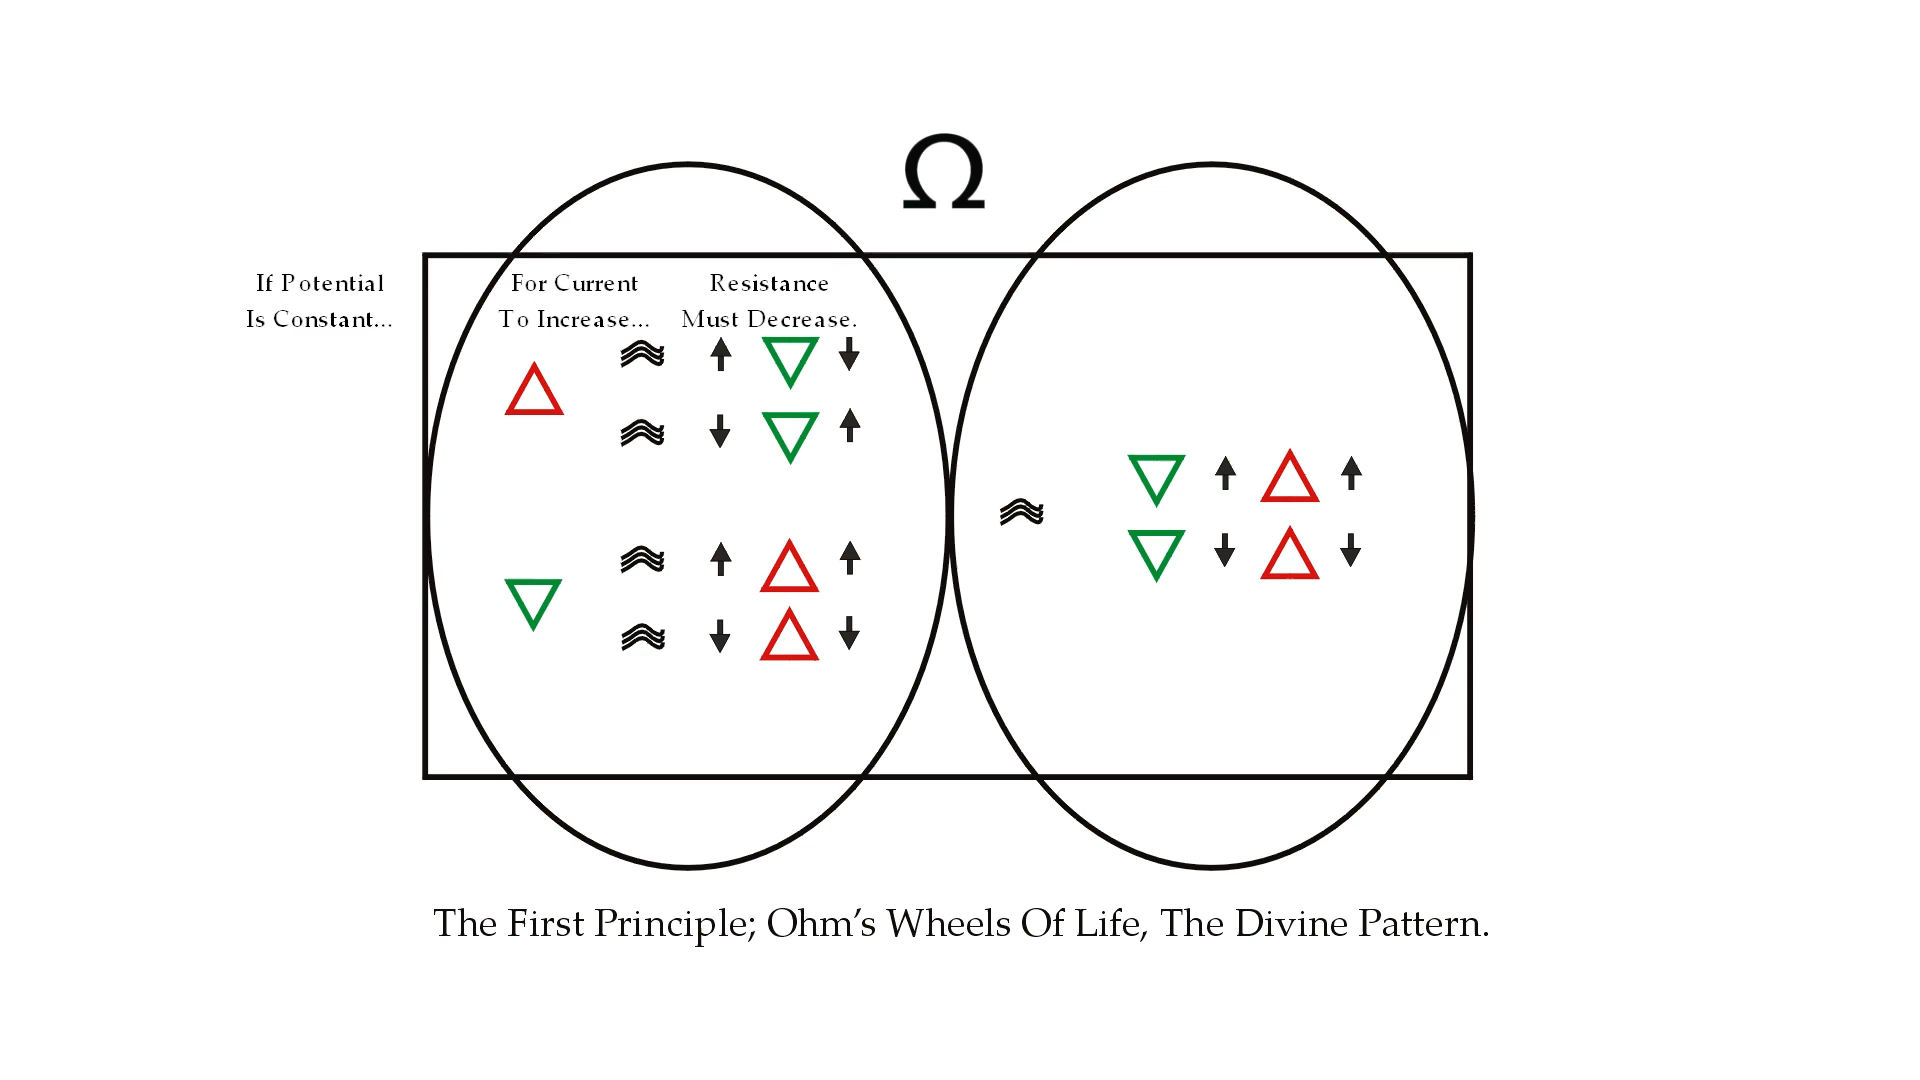 Ω
If Potential
Is Constant...
For Current
To Increase...
Resistance
Must Decrease.
The First Principle; Ohm’s Wheels Of Life, The Divine Pattern.